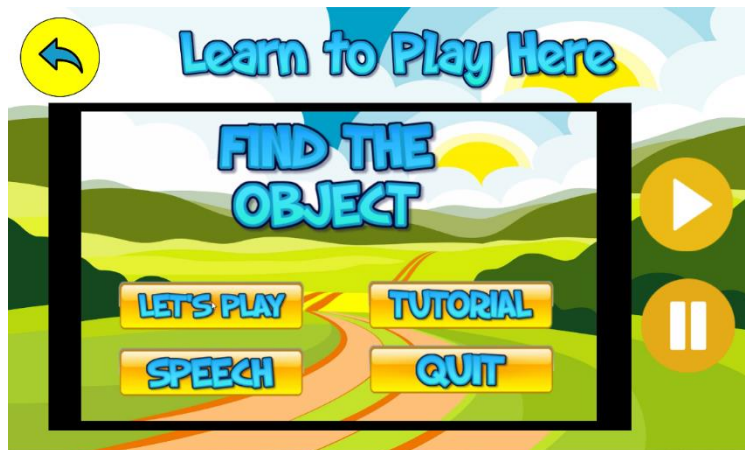 Learn to Play Here
FIND THE
OBJECT
LET'S PLAY
TUTORIAL
SPEECH
QUIT